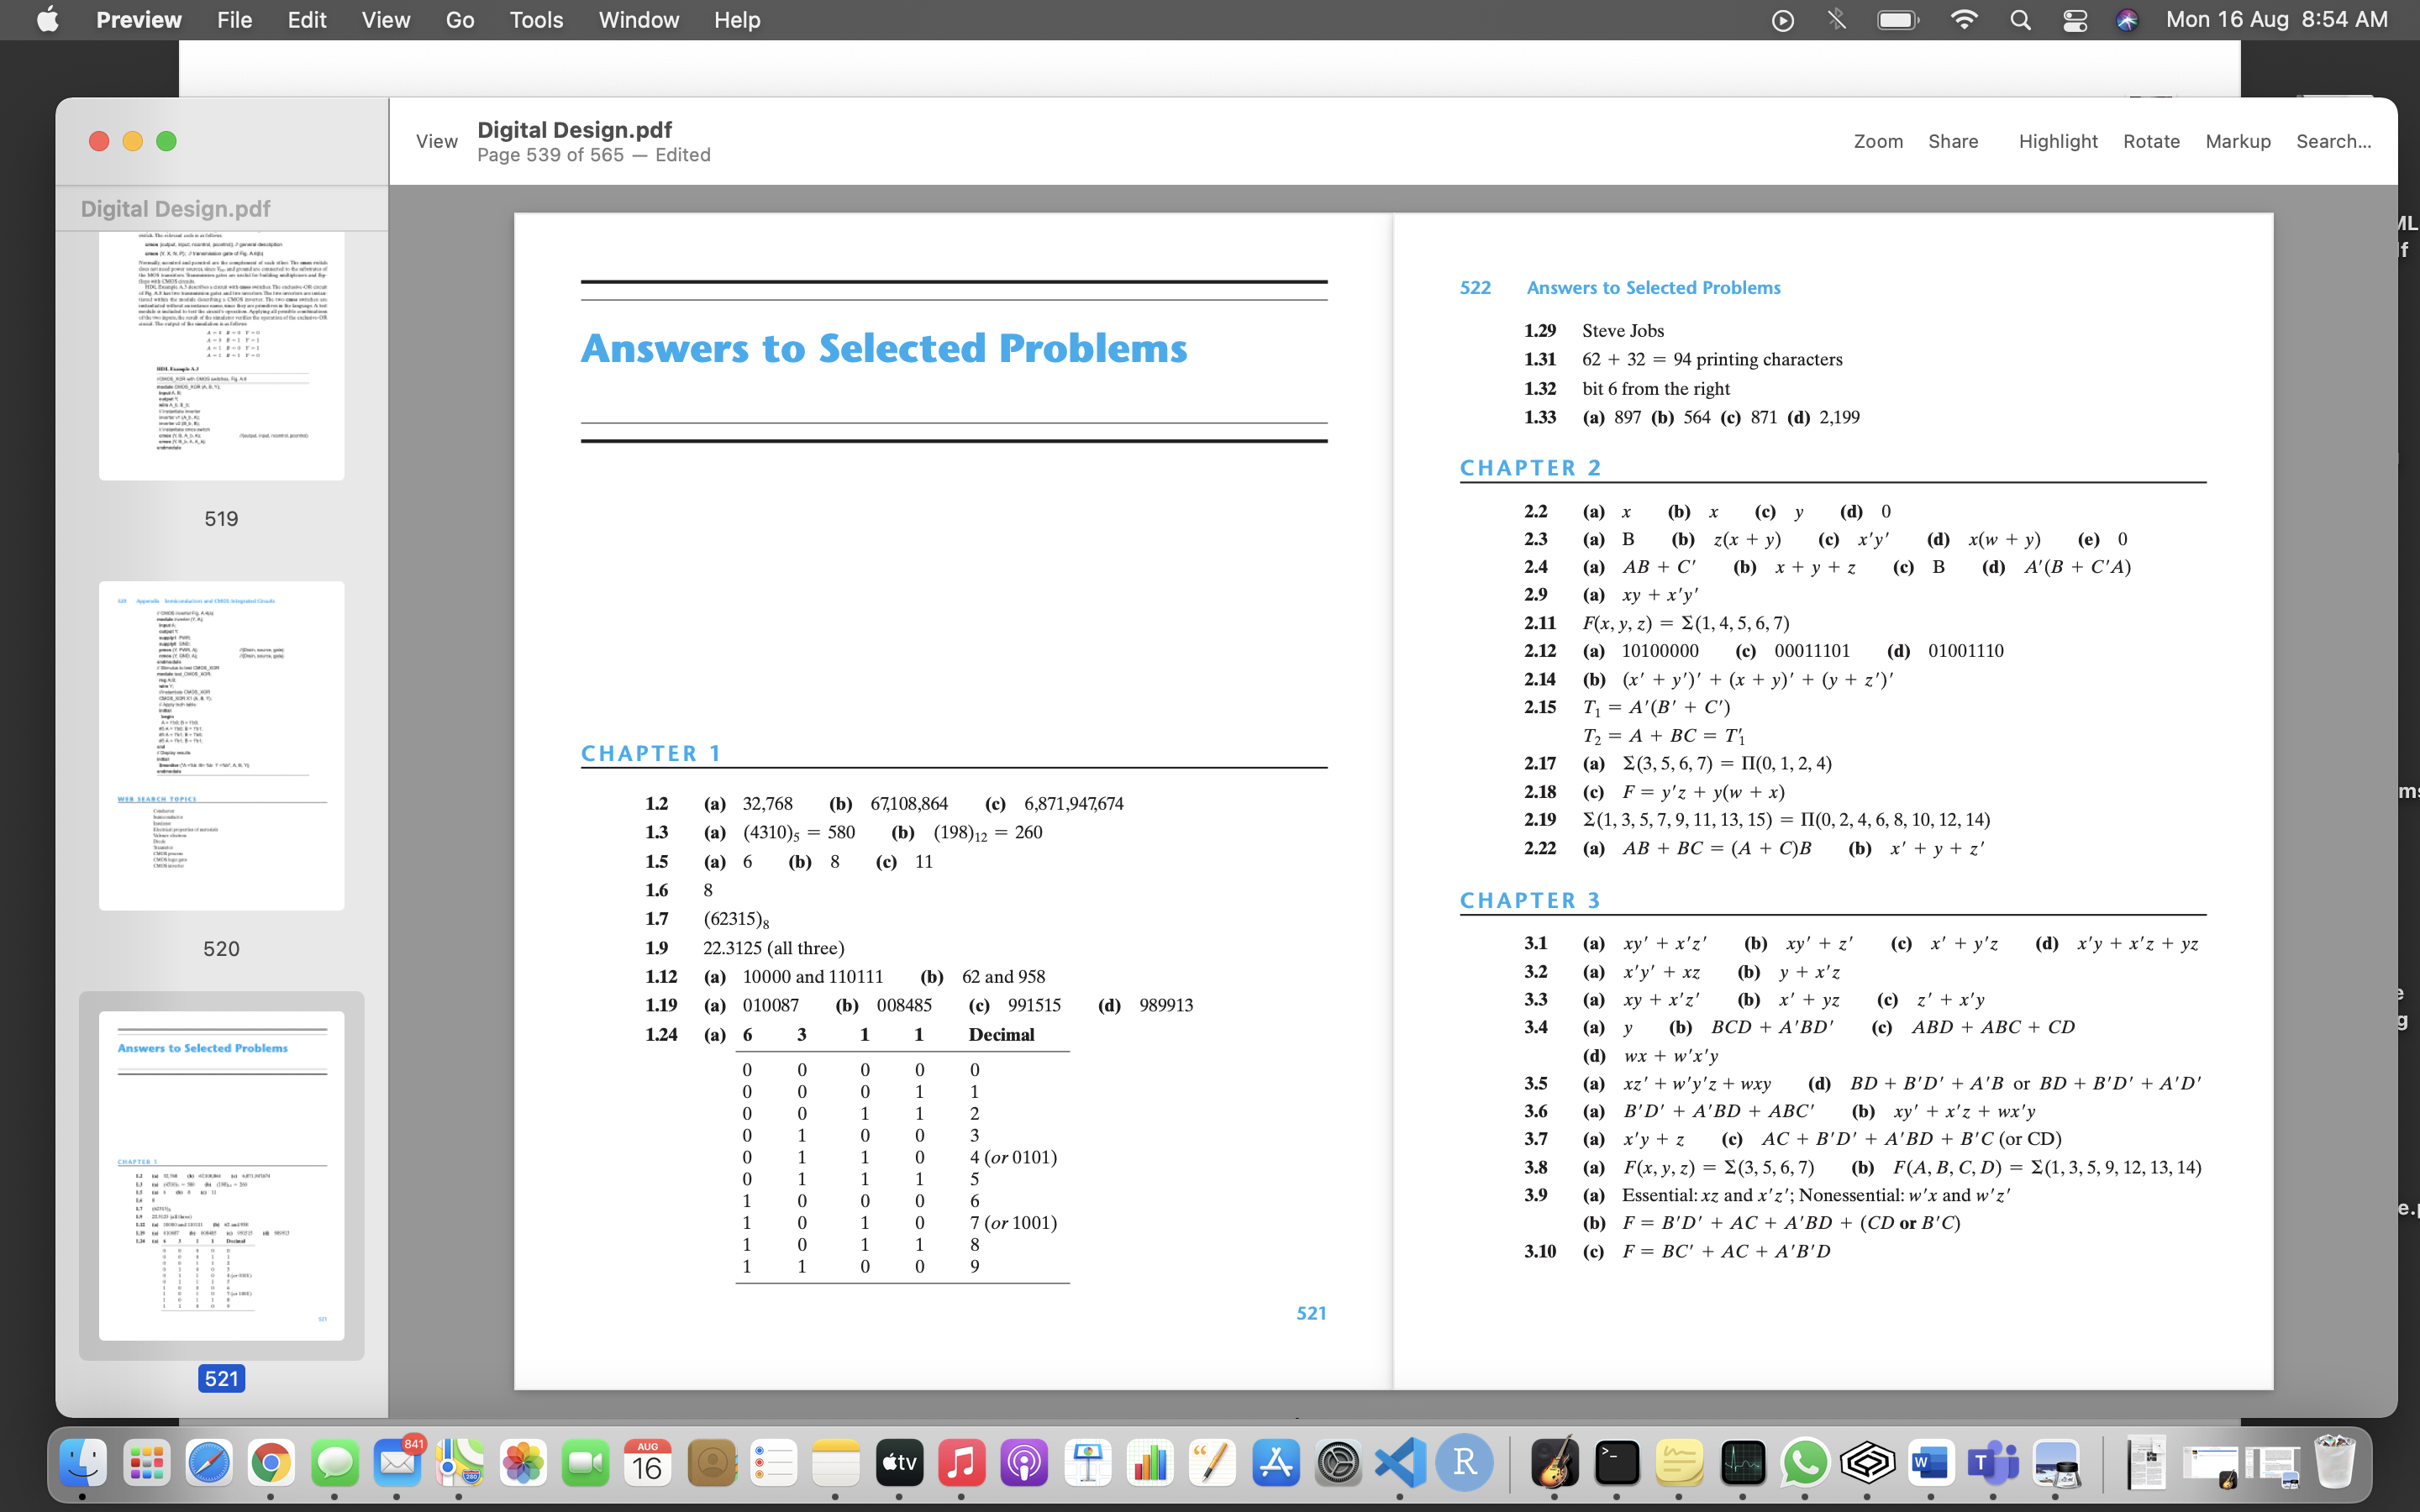 Preview File Edit View Go Tools Window Help Mon 16 Aug 8:54 AM
Digital Design.pdf
519
520
Answers to Selected Problems
521
View
Digital Design.pdf
Page 539 of 565 — Edited
Zoom Share Highlight Rotate Markup Search...
Answers to Selected Problems
CHAPTER 1
1.2 (a) 32,768 (b) 67,108,864 (c) 6,871,947,674
1.3 (a) (4310)₅ = 580 (b) (198)₁₂ = 260
1.5 (a) 6 (b) 8 (c) 11
1.6 8
1.7 (62315)₈
1.9 22.3125 (all three)
1.12 (a) 10000 and 110111 (b) 62 and 958
1.19 (a) 010087 (b) 008485 (c) 991515 (d) 989913
1.24 (a) 6 3 1 1 Decimal
0 0 0 0 0
0 0 0 1 1
0 0 1 1 2
0 1 0 0 3
0 1 1 0 4 (or 0101)
0 1 1 1 5
1 0 0 0 6
1 0 1 0 7 (or 1001)
1 0 1 1 8
1 1 0 0 9
521
522 Answers to Selected Problems
1.29 Steve Jobs
1.31 62 + 32 = 94 printing characters
1.32 bit 6 from the right
1.33 (a) 897 (b) 564 (c) 871 (d) 2,199
CHAPTER 2
2.2 (a) x (b) x (c) y (d) 0
2.3 (a) B (b) z(x + y) (c) x′y′ (d) x(w + y) (e) 0
2.4 (a) AB + C′ (b) x + y + z (c) B (d) A′(B + C′A)
2.9 (a) xy + x′y′
2.11 F(x, y, z) = Σ(1, 4, 5, 6, 7)
2.12 (a) 10100000 (c) 00011101 (d) 01001110
2.14 (b) (x′ + y′)′ + (x + y)′ + (y + z′)′
2.15 T₁ = A′(B′ + C′)
T₂ = A + BC = T₁′
2.17 (a) Σ(3, 5, 6, 7) = Π(0, 1, 2, 4)
2.18 (c) F = y′z + y(w + x)
2.19 Σ(1, 3, 5, 7, 9, 11, 13, 15) = Π(0, 2, 4, 6, 8, 10, 12, 14)
2.22 (a) AB + BC = (A + C)B (b) x′ + y + z′
CHAPTER 3
3.1 (a) xy′ + x′z′ (b) xy′ + z′ (c) x′ + y′z (d) x′y + x′z + yz
3.2 (a) x′y′ + xz (b) y + x′z
3.3 (a) xy + x′z′ (b) x′ + yz (c) z′ + x′y
3.4 (a) y (b) BCD + A′BD′ (c) ABD + ABC + CD
(d) wx + w′x′y
3.5 (a) xz′ + w′y′z + wxy (d) BD + B′D′ + A′B or BD + B′D′ + A′D′
3.6 (a) B′D′ + A′BD + ABC′ (b) xy′ + x′z + wx′y
3.7 (a) x′y + z (c) AC + B′D′ + A′BD + B′C (or CD)
3.8 (a) F(x, y, z) = Σ(3, 5, 6, 7) (b) F(A, B, C, D) = Σ(1, 3, 5, 9, 12, 13, 14)
3.9 (a) Essential: xz and x′z′; Nonessential: w′x and w′z′
(b) F = B′D′ + AC + A′BD + (CD or B′C)
3.10 (c) F = BC′ + AC + A′B′D
841
AUG
16
tv
R
W
T